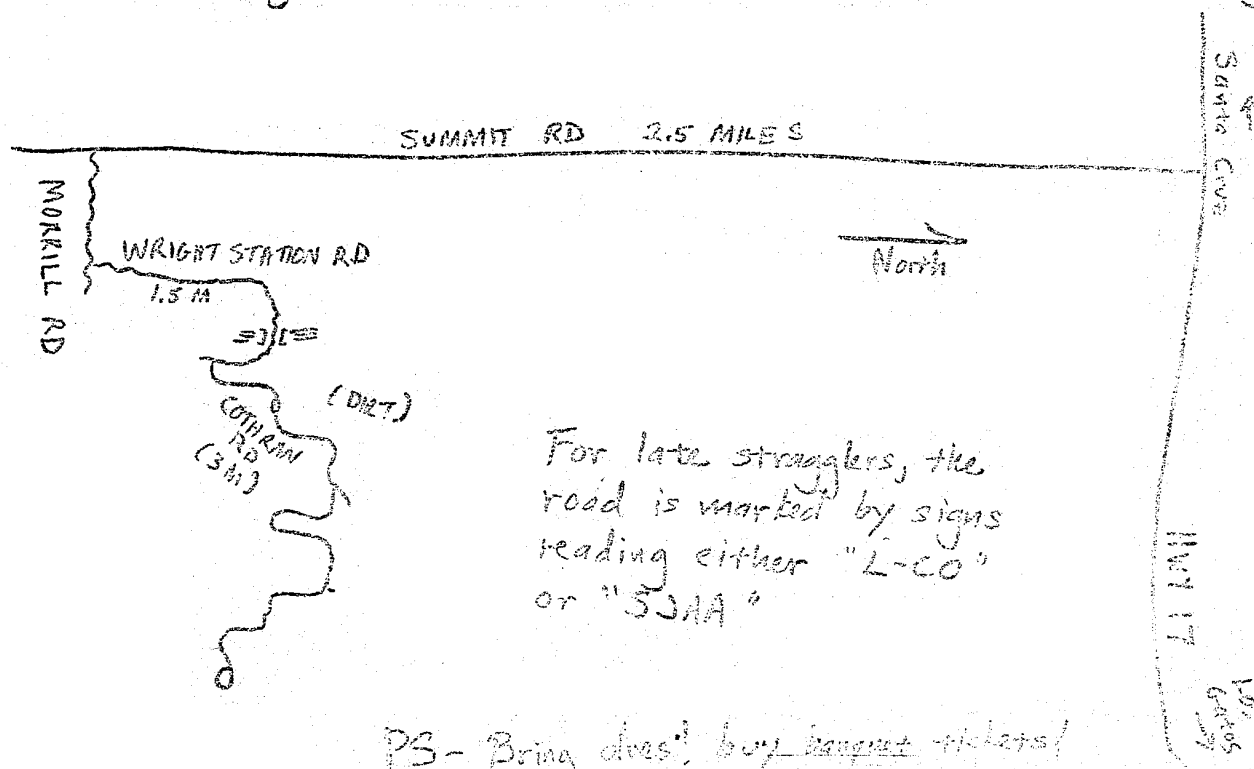 Santa Cruz
SUMMIT RD 2.5 MILES
MORRILL RD
WRIGHT STATION RD
1.5 M
North
(DIRT)
COTHRAN
RD
(3M)
For late stragglers, the
road is marked by signs
reading either "L-CO"
or "SJAA"
HWY 17
Los
Gatos
PS- Bring dues! buy banquet tickets!